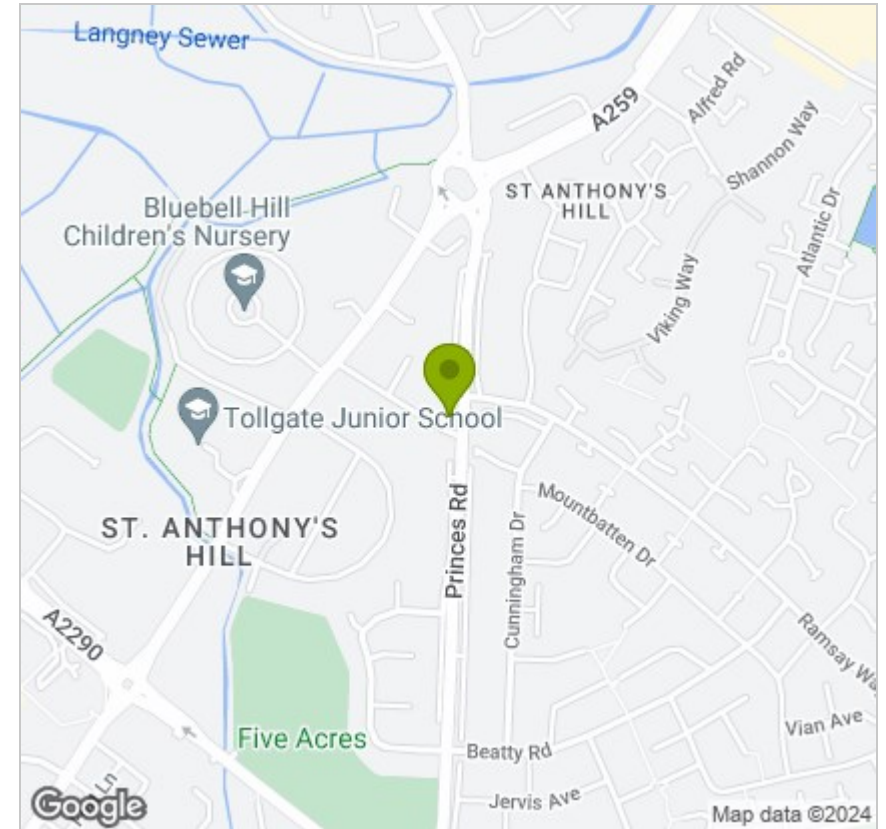 Langney Sewer
A259
Alfred Rd
Shannon Way
ST ANTHONY'S
HILL
Bluebell Hill
Children's Nursery
Atlantic Dr
Viking Way
Tollgate Junior School
ST. ANTHONY'S
HILL
Princes Rd
Mountbatten Dr
Cunningham Dr
A2290
Ramsay Wa
Five Acres
Vian Ave
Beatty Rd
Jervis Ave
Ln
Google
Map data ©2024